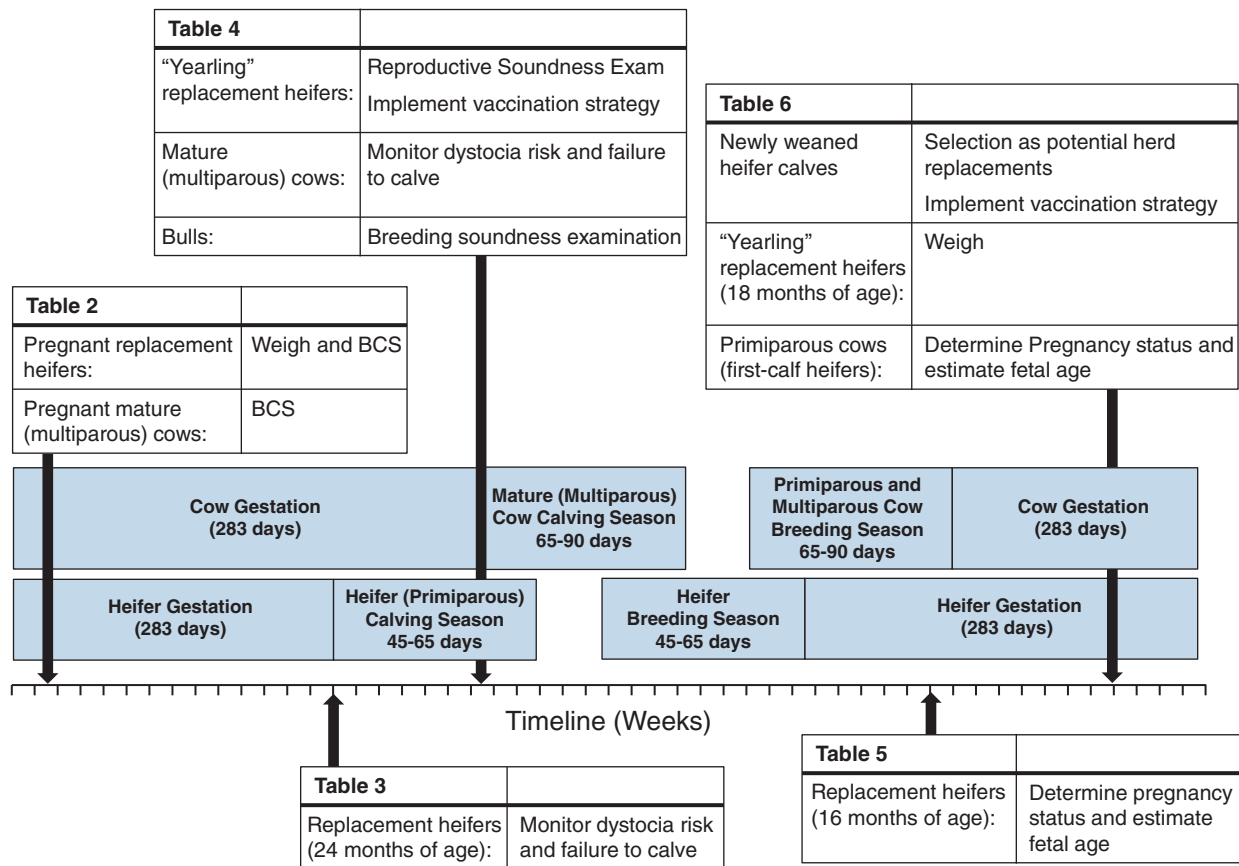 Table 4
“Yearling”
replacement heifers:
Reproductive Soundness Exam
Implement vaccination strategy
Mature
(multiparous) cows:
Monitor dystocia risk and failure
to calve
Bulls:
Breeding soundness examination
Table 6
Newly weaned
heifer calves
Selection as potential herd
replacements
Implement vaccination strategy
“Yearling”
replacement heifers
(18 months of age):
Weigh
Primiparous cows
(first-calf heifers):
Determine Pregnancy status and
estimate fetal age
Table 2
Pregnant replacement
heifers:
Weigh and BCS
Pregnant mature
(multiparous) cows:
BCS
Cow Gestation
(283 days)
Mature (Multiparous)
Cow Calving Season
65-90 days
Primiparous and
Multiparous Cow
Breeding Season
65-90 days
Cow Gestation
(283 days)
Heifer Gestation
(283 days)
Heifer (Primiparous)
Calving Season
45-65 days
Heifer
Breeding Season
45-65 days
Heifer Gestation
(283 days)
Timeline (Weeks)
Table 3
Replacement heifers
(24 months of age):
Monitor dystocia risk
and failure to calve
Table 5
Replacement heifers
(16 months of age):
Determine pregnancy
status and estimate
fetal age